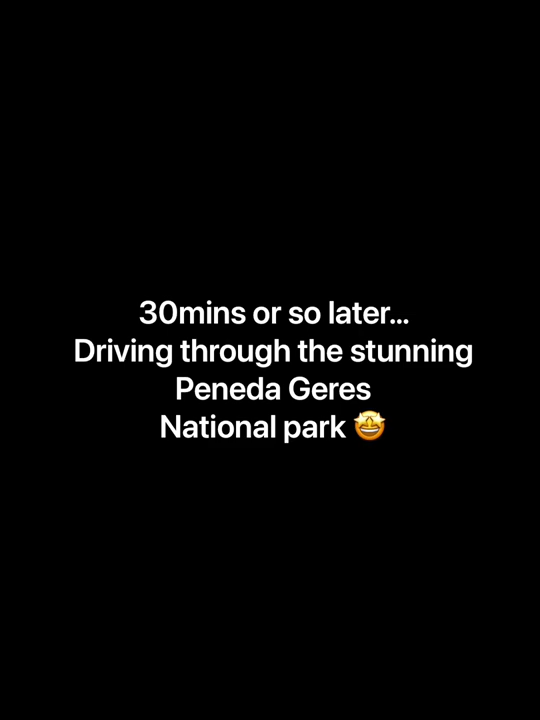 30mins or so later...
Driving through the stunning
Peneda Geres
National park 🤩